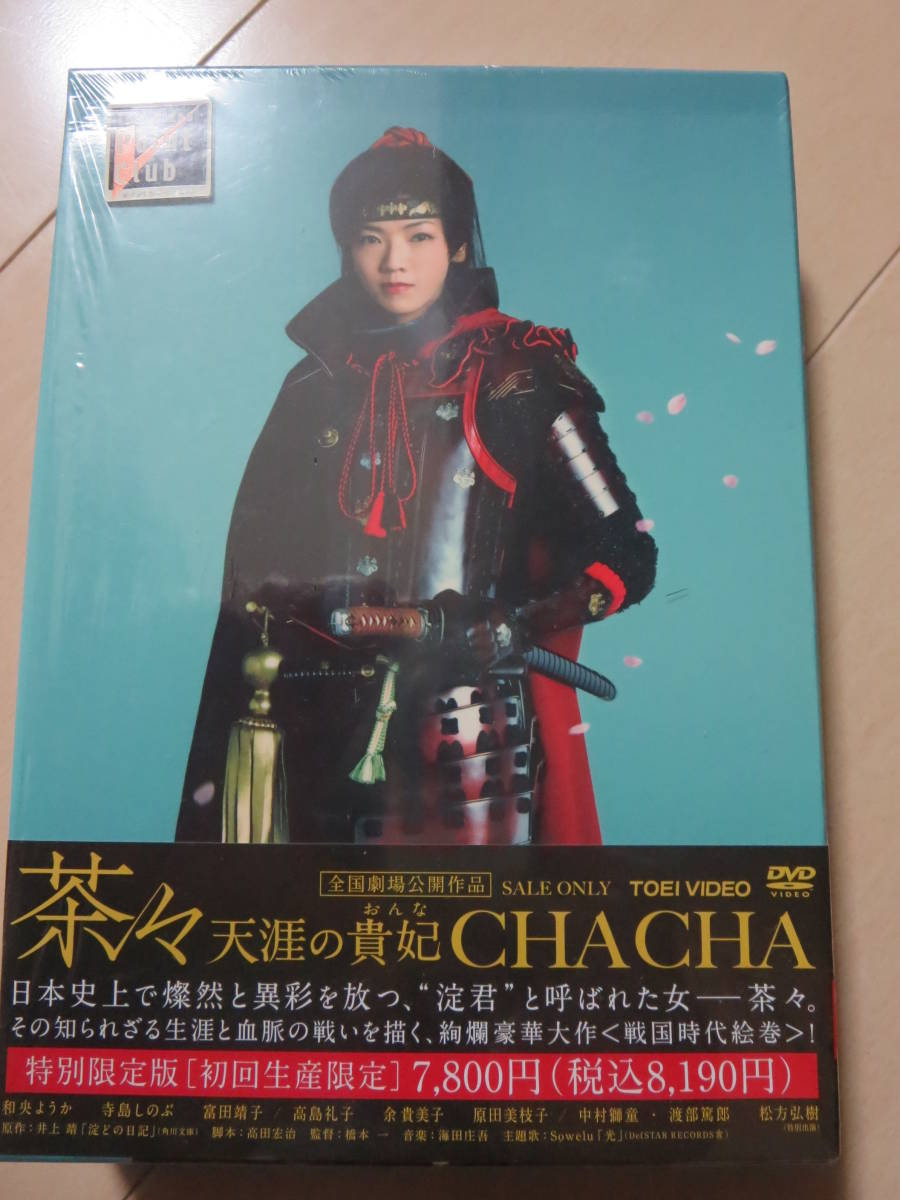 club
全国劇場公開作品 SALE ONLY TOEI VIDEO DVD VIDEO
おんな
茶々 天涯の貴妃 CHACHA
日本史上で燦然と異彩を放つ、“淀君”と呼ばれた女――茶々。
その知られざる生涯と血脈の戦いを描く、絢爛豪華大作<戦国時代絵巻>!
特別限定版[初回生産限定] 7,800円(税込8,190円)
和央ようか 寺島しのぶ 富田靖子/高島礼子 余貴美子 原田美枝子/中村獅童・渡部篤郎 松方弘樹
(特別出演)
原作:井上 靖「淀どの日記」(角川文庫) 脚本:高田宏治 監督:橋本 一 音楽:海田庄吾 主題歌:Sowelu「光」(DefSTAR RECORDS)